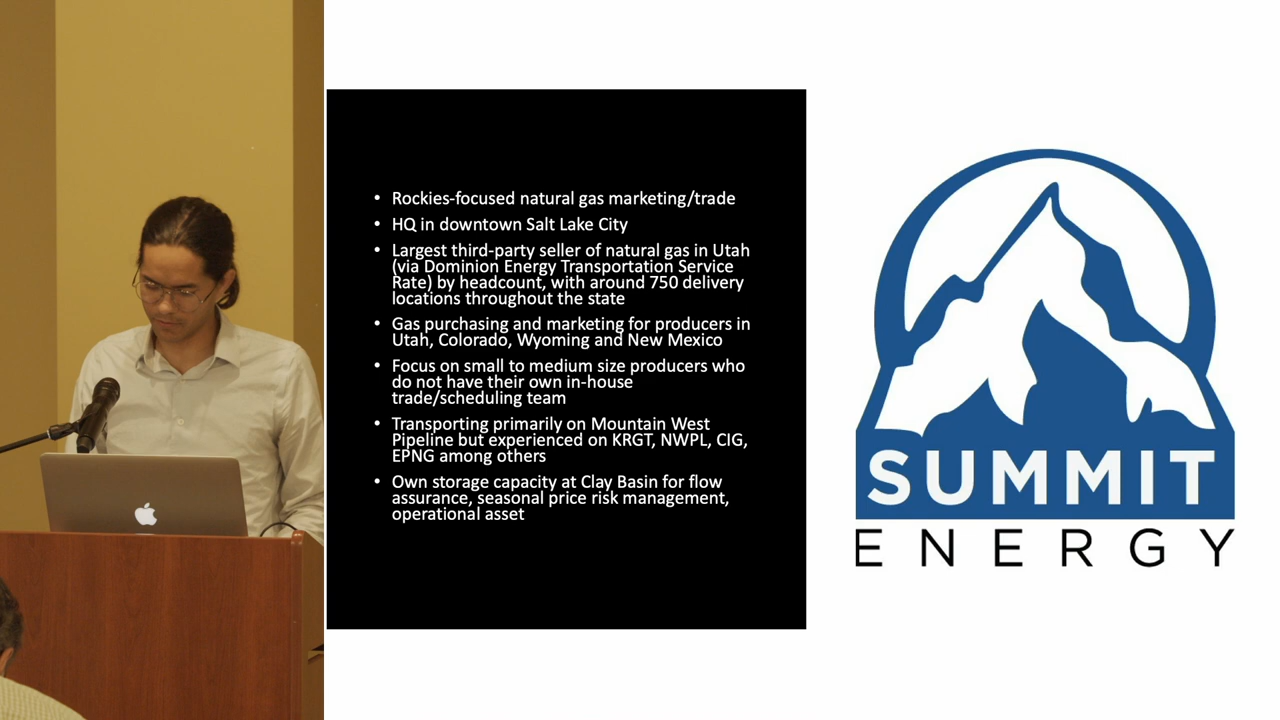 • Rockies-focused natural gas marketing/trade
• HQ in downtown Salt Lake City
• Largest third-party seller of natural gas in Utah
(via Dominion Energy Transportation Service
Rate) by headcount, with around 750 delivery
locations throughout the state
• Gas purchasing and marketing for producers in
Utah, Colorado, Wyoming and New Mexico
• Focus on small to medium size producers who
do not have their own in-house
trade/scheduling team
• Transporting primarily on Mountain West
Pipeline but experienced on KRGT, NWPL, CIG,
EPNG among others
• Own storage capacity at Clay Basin for flow
assurance, seasonal price risk management,
operational asset
SUMMIT
ENERGY